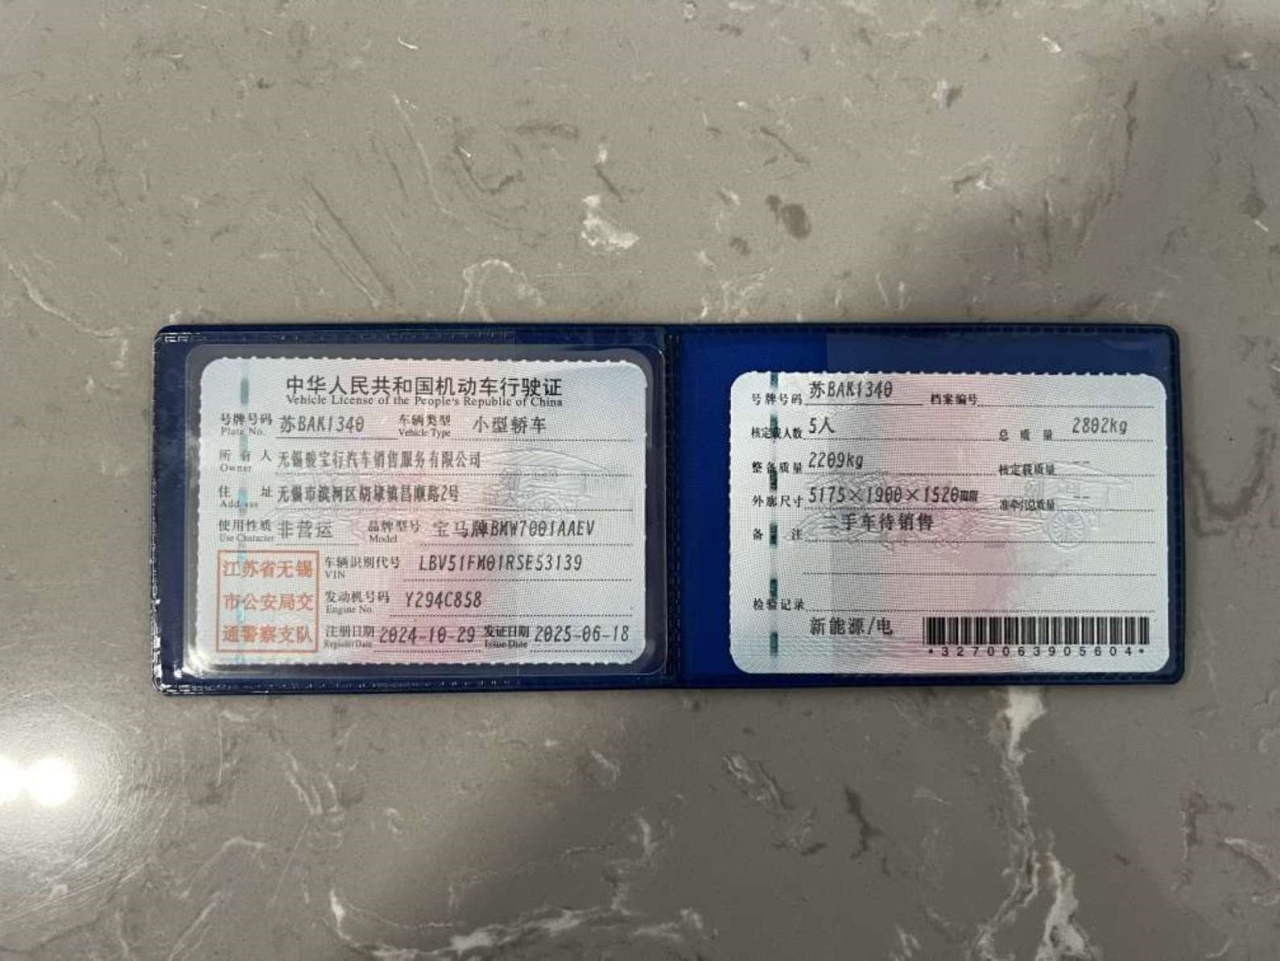 中华人民共和国机动车行驶证
Vehicle License of the People's Republic of China
号牌号码 苏BAK1340 车辆类型 小型轿车
Plate No. Vehicle Type
所有人 无锡骏宝行汽车销售服务有限公司
Owner
住址 无锡市滨河区胡埭镇昌顺路2号
Address
使用性质 非营运 品牌型号 宝马牌BMW7001AAEV
Use Character Model
江苏省无锡
市公安局交
通警察支队
车辆识别代号 LBV51FM01RSE53139
VIN
发动机号码 Y294C858
Engine No.
注册日期 2024-10-29 发证日期 2025-06-18
Register Date Issue Date
号牌号码 苏BAK1340 档案编号
核定载人数 5人 总质量 2802kg
整备质量 2209kg 核定载质量 --
外廓尺寸 5175×1900×1520mm 准牵引总质量 --
备注 二手车待销售
检验记录
新能源/电
*3270063905604*